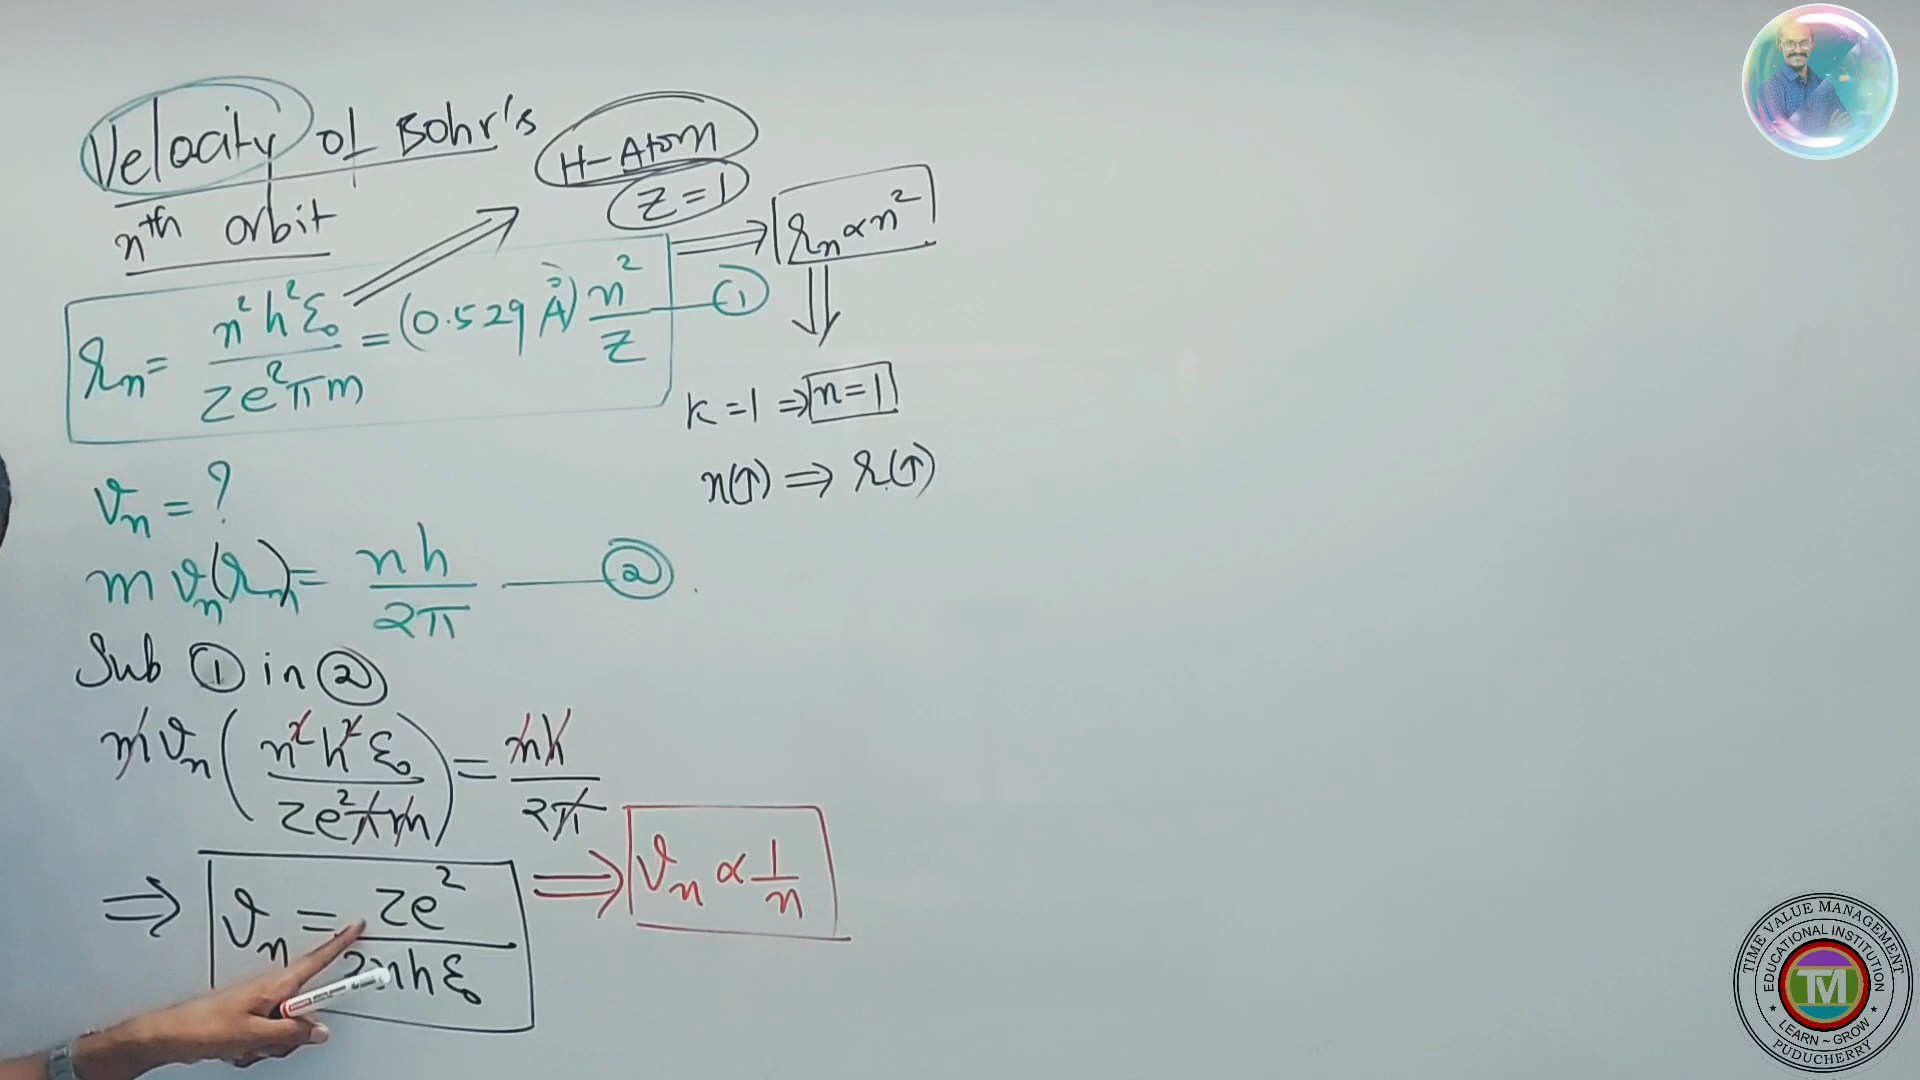 Velocity of Bohr's
nth orbit
H-Atom
Z=1
rn = n²h²ε₀ / Ze²πm = (0.529 Å) n²/Z — ①
rn ∝ n²
K=1 ⇒ n=1
n(↑) ⇒ r(↑)
vn = ?
m vn(rn) = nh / 2π — ②
Sub ① in ②
m vn (n²h²ε₀ / Ze²πm) = nh / 2π
⇒ vn = Ze² / 2nhε₀ ⇒ vn ∝ 1/n
TIME VALUE MANAGEMENT
EDUCATIONAL INSTITUTION
TM
LEARN ~ GROW
PUDUCHERRY